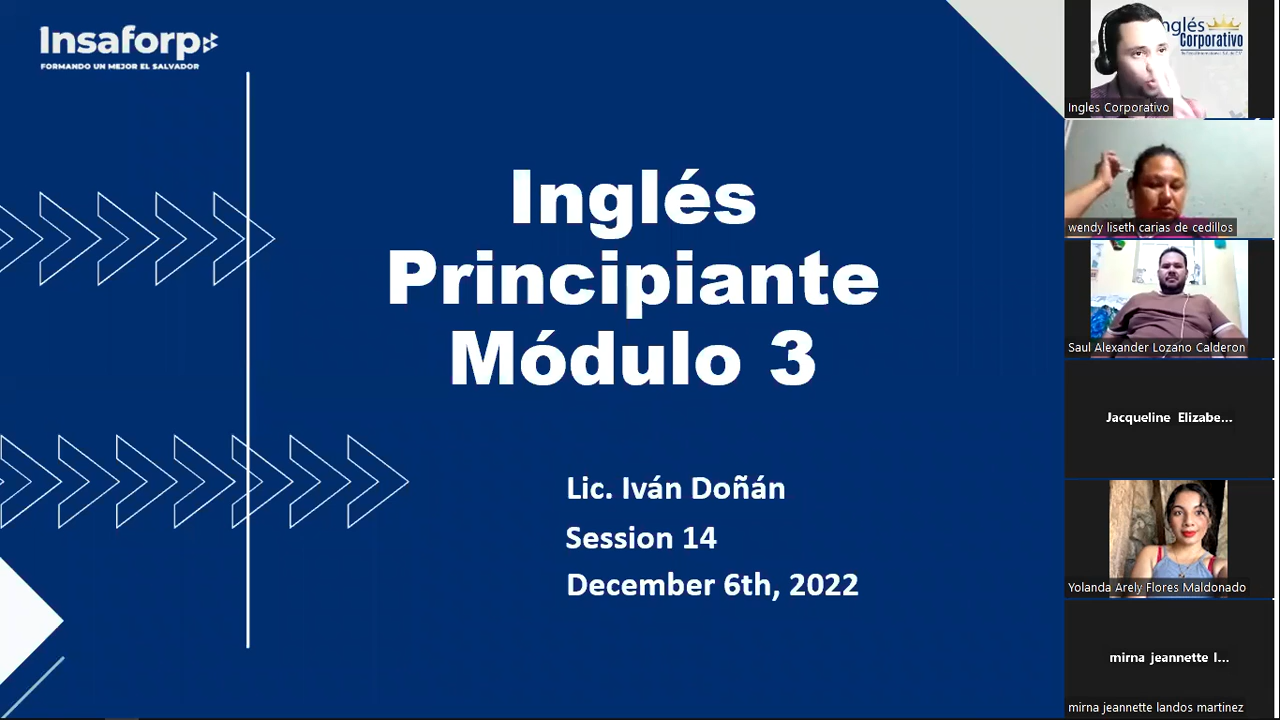 Insaforp
FORMANDO UN MEJOR EL SALVADOR
Inglés
Principiante
Módulo 3
Lic. Iván Doñán
Session 14
December 6th, 2022
Inglés
Corporativo
Ingles Corporativo
wendy liseth carias de cedillos
Saul Alexander Lozano Calderon
Jacqueline Elizabe...
Yolanda Arely Flores Maldonado
mirna jeannette l...
mirna jeannette landos martinez